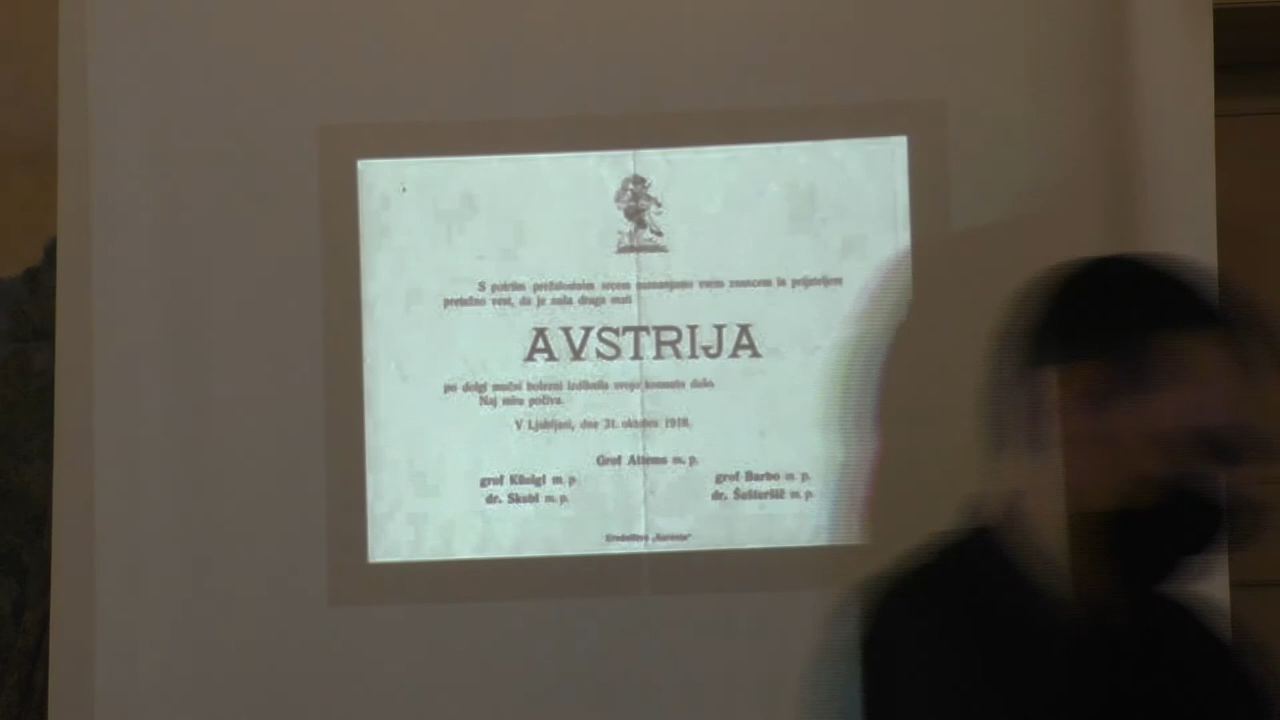 S potrtim prežalostnim srcem naznanjamo vsem znancem in prijateljem
pretužno vest, da je naša draga mati
AVSTRIJA
po dolgi mučni bolezni izdihnila svojo kosmato dušo.
Naj mirno počiva.
V Ljubljani, dne 31. oktobra 1918.
Grof Attems m. p.
grof Künigl m. p. grof Barbo m. p.
dr. Skubl m. p. dr. Šušteršič m. p.